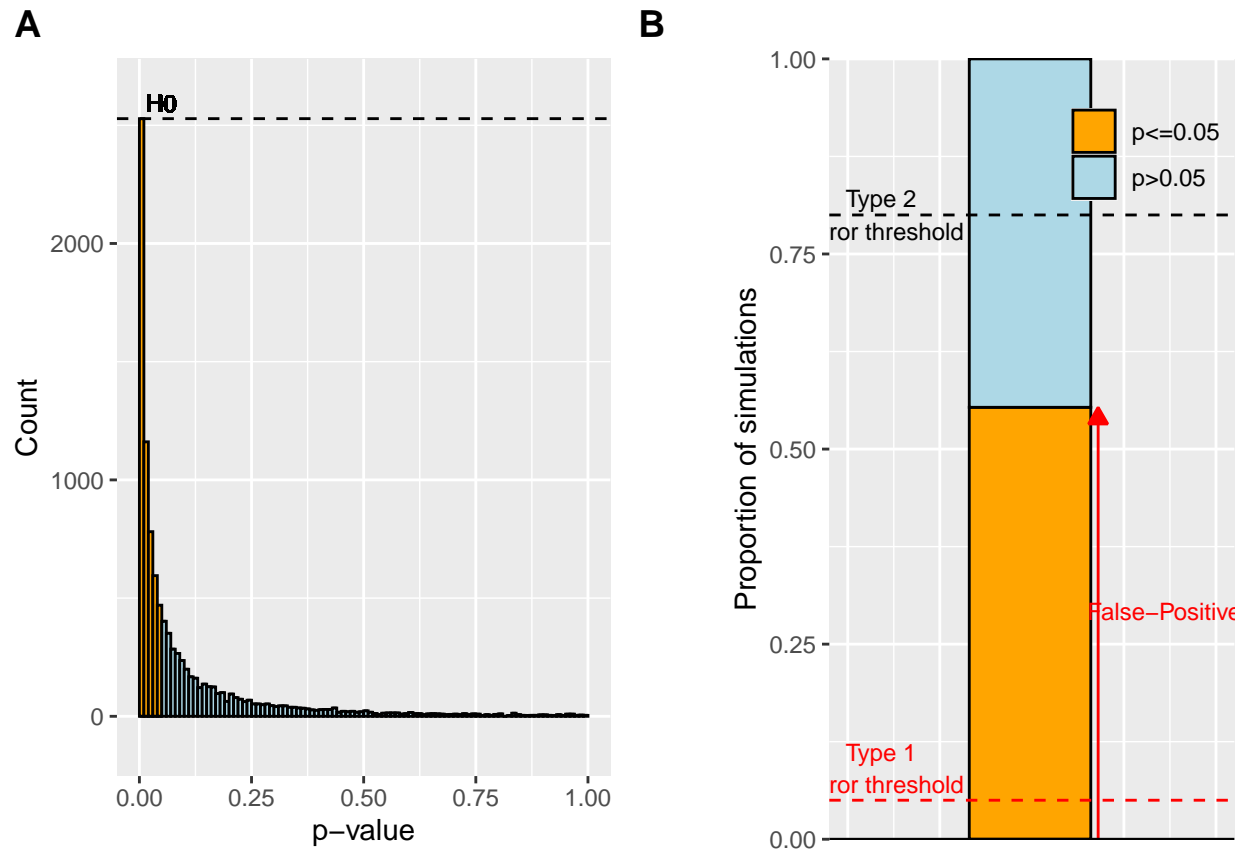 A
H0
Count
2000
1000
0
0.00
0.25
0.50
0.75
1.00
p−value
B
Proportion of simulations
1.00
0.75
0.50
0.25
0.00
p<=0.05
p>0.05
Type 2
ror threshold
False−Positive
Type 1
ror threshold